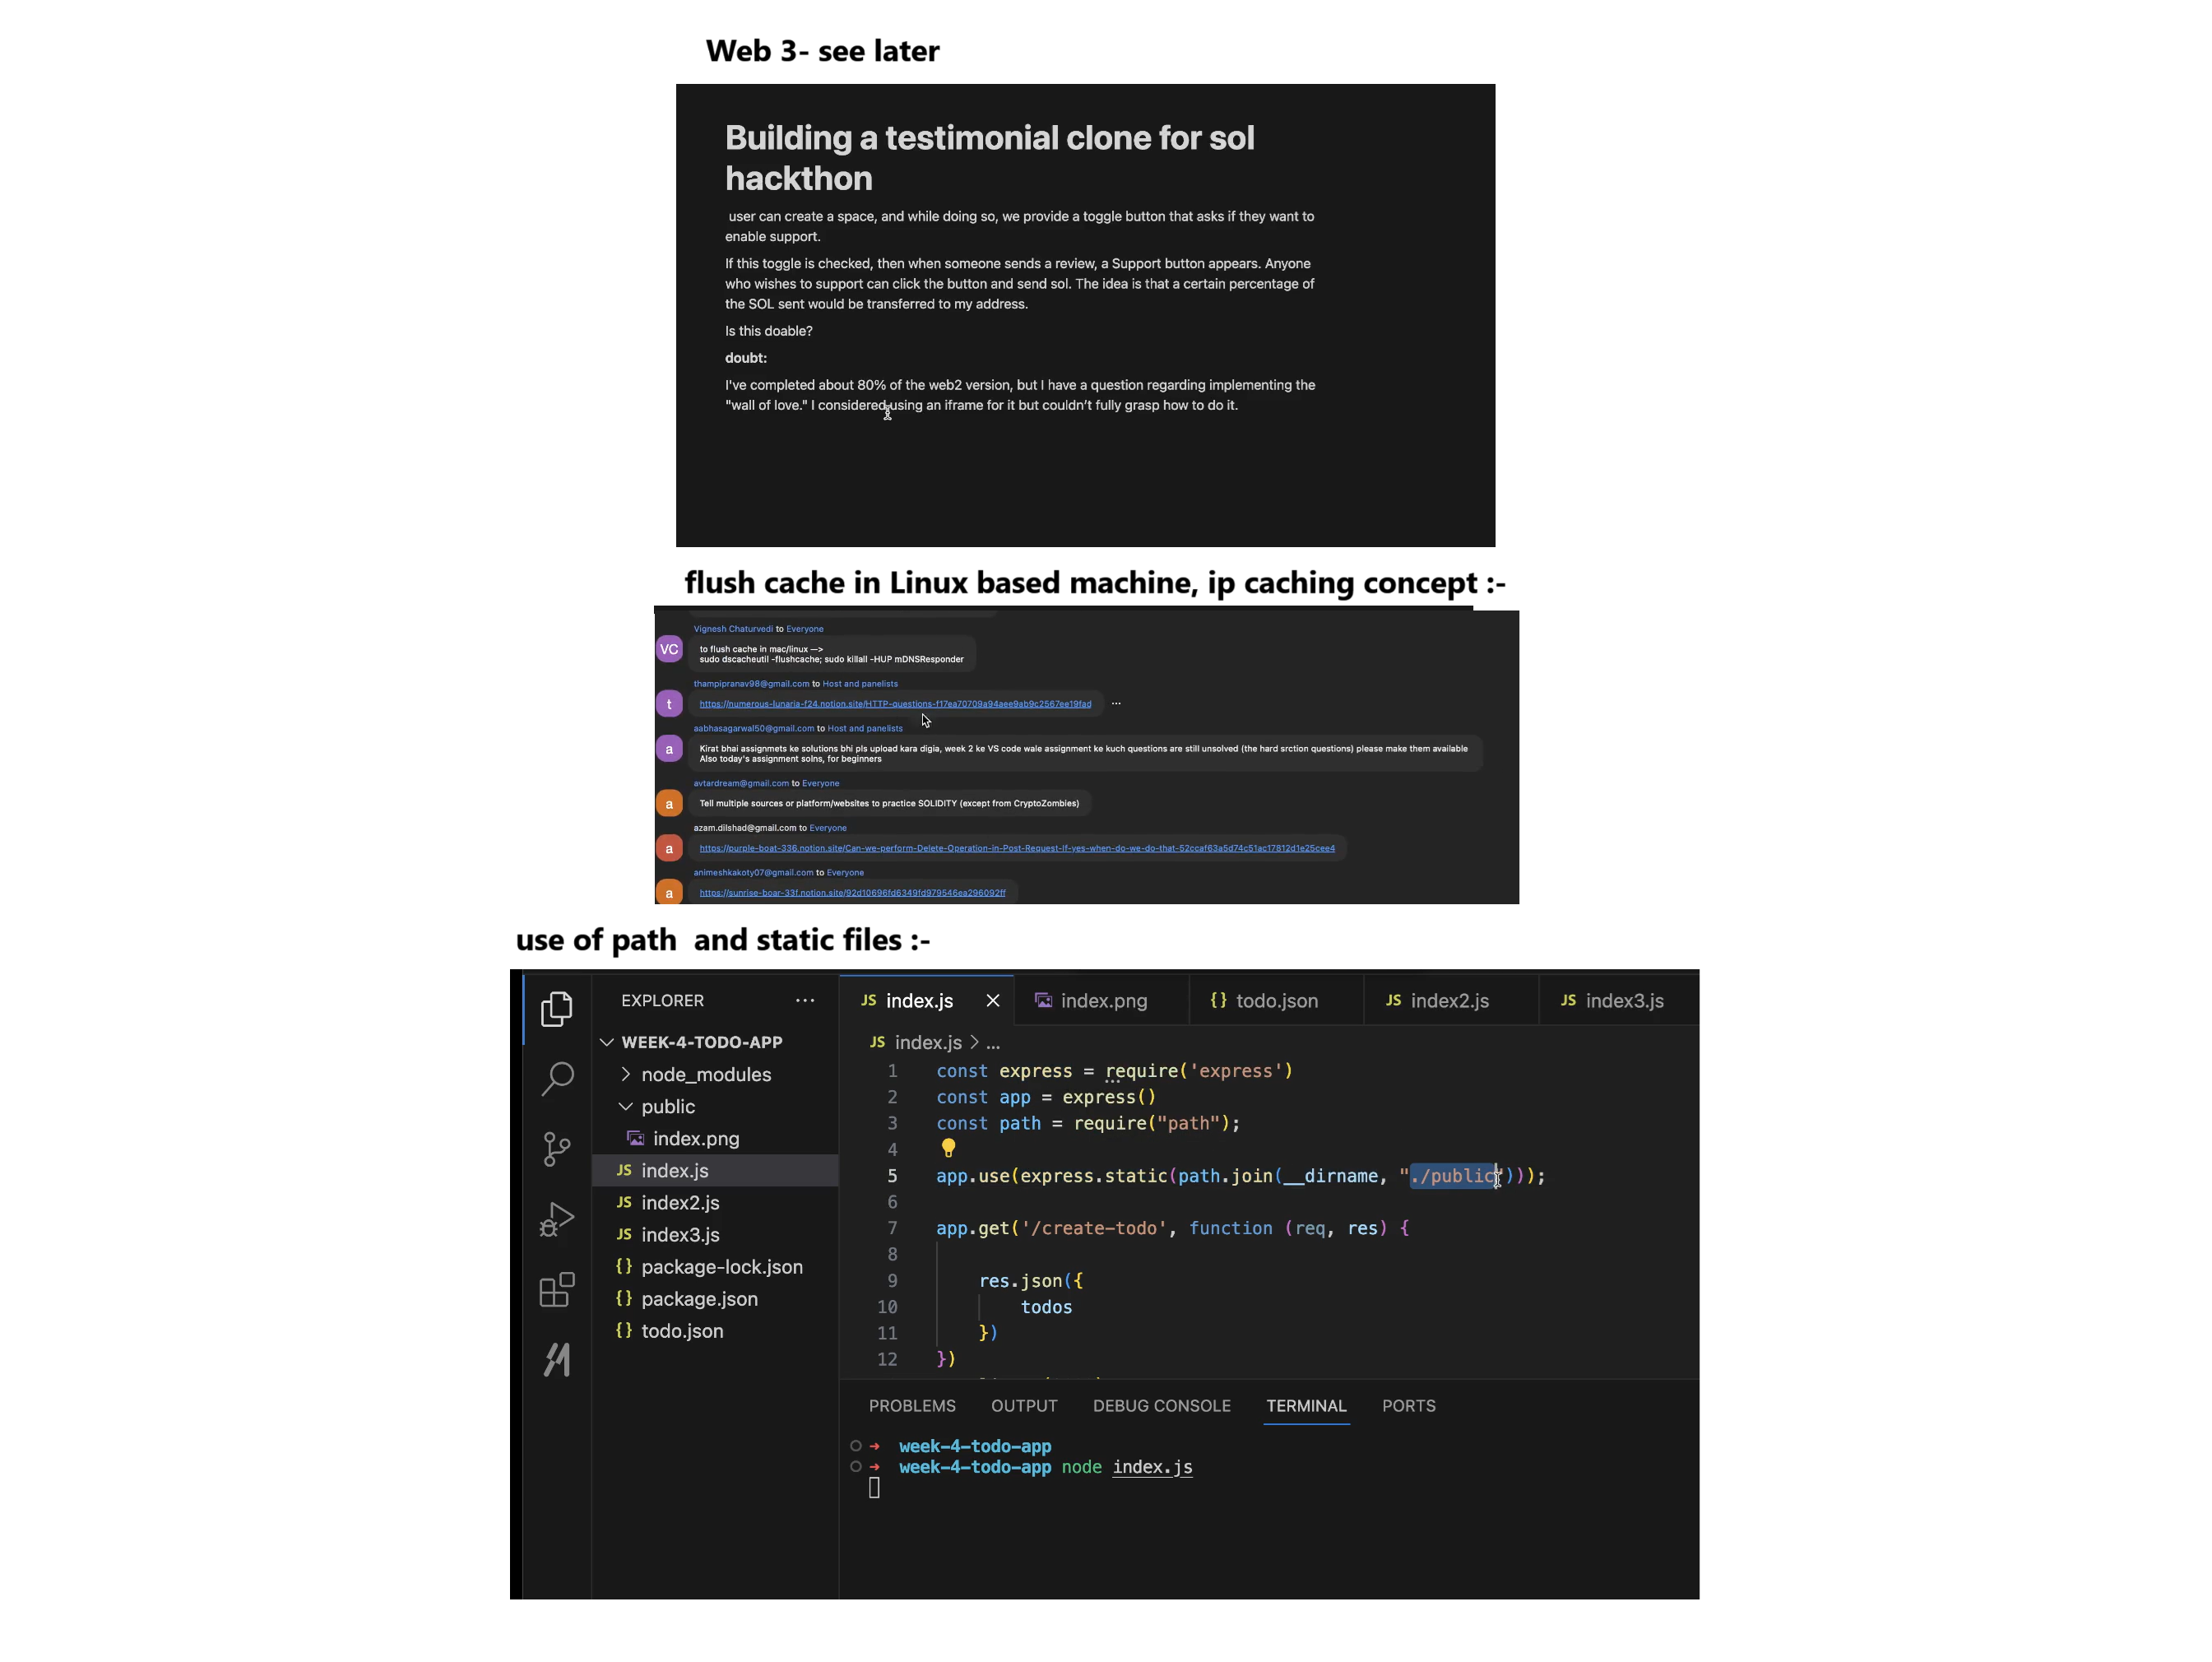 Web 3- see later
Building a testimonial clone for sol
hackthon
user can create a space, and while doing so, we provide a toggle button that asks if they want to
enable support.
If this toggle is checked, then when someone sends a review, a Support button appears. Anyone
who wishes to support can click the button and send sol. The idea is that a certain percentage of
the SOL sent would be transferred to my address.
Is this doable?
doubt:
I've completed about 80% of the web2 version, but I have a question regarding implementing the
"wall of love." I considered using an iframe for it but couldn't fully grasp how to do it.
flush cache in Linux based machine, ip caching concept :-
Vignesh Chaturvedi to Everyone
VC
to flush cache in mac/linux —>
sudo dscacheutil -flushcache; sudo killall -HUP mDNSResponder
thampipranav98@gmail.com to Host and panelists
t
https://numerous-lunaria-f24.notion.site/HTTP-questions-f17ea70709a94aee9ab9c2567ee19fad ...
aabhasagarwal50@gmail.com to Host and panelists
a
Kirat bhai assignmets ke solutions bhi pls upload kara digia, week 2 ke VS code wale assignment ke kuch questions are still unsolved (the hard srction questions) please make them available
Also today's assignment solns, for beginners
avtardream@gmail.com to Everyone
a
Tell multiple sources or platform/websites to practice SOLIDITY (except from CryptoZombies)
azam.dilshad@gmail.com to Everyone
a
https://purple-boat-336.notion.site/Can-we-perform-Delete-Operation-in-Post-Request-If-yes-when-do-we-do-that-52ccaf63a5d74c51ac17812d1e25cee4
animeshkakoty07@gmail.com to Everyone
a
https://sunrise-boar-33f.notion.site/92d10696fd6349fd979546ea296092ff
use of path and static files :-
EXPLORER ...
WEEK-4-TODO-APP
node_modules
public
index.png
JS index.js
JS index2.js
JS index3.js
{} package-lock.json
{} package.json
{} todo.json
JS index.js
index.png
{} todo.json
JS index2.js
JS index3.js
JS index.js > ...
1 const express = require('express')
2 const app = express()
3 const path = require("path");
4
5 app.use(express.static(path.join(__dirname, "./public")));
6
7 app.get('/create-todo', function (req, res) {
8
9 res.json({
10 todos
11 })
12 })
PROBLEMS OUTPUT DEBUG CONSOLE TERMINAL PORTS
➜ week-4-todo-app
➜ week-4-todo-app node index.js